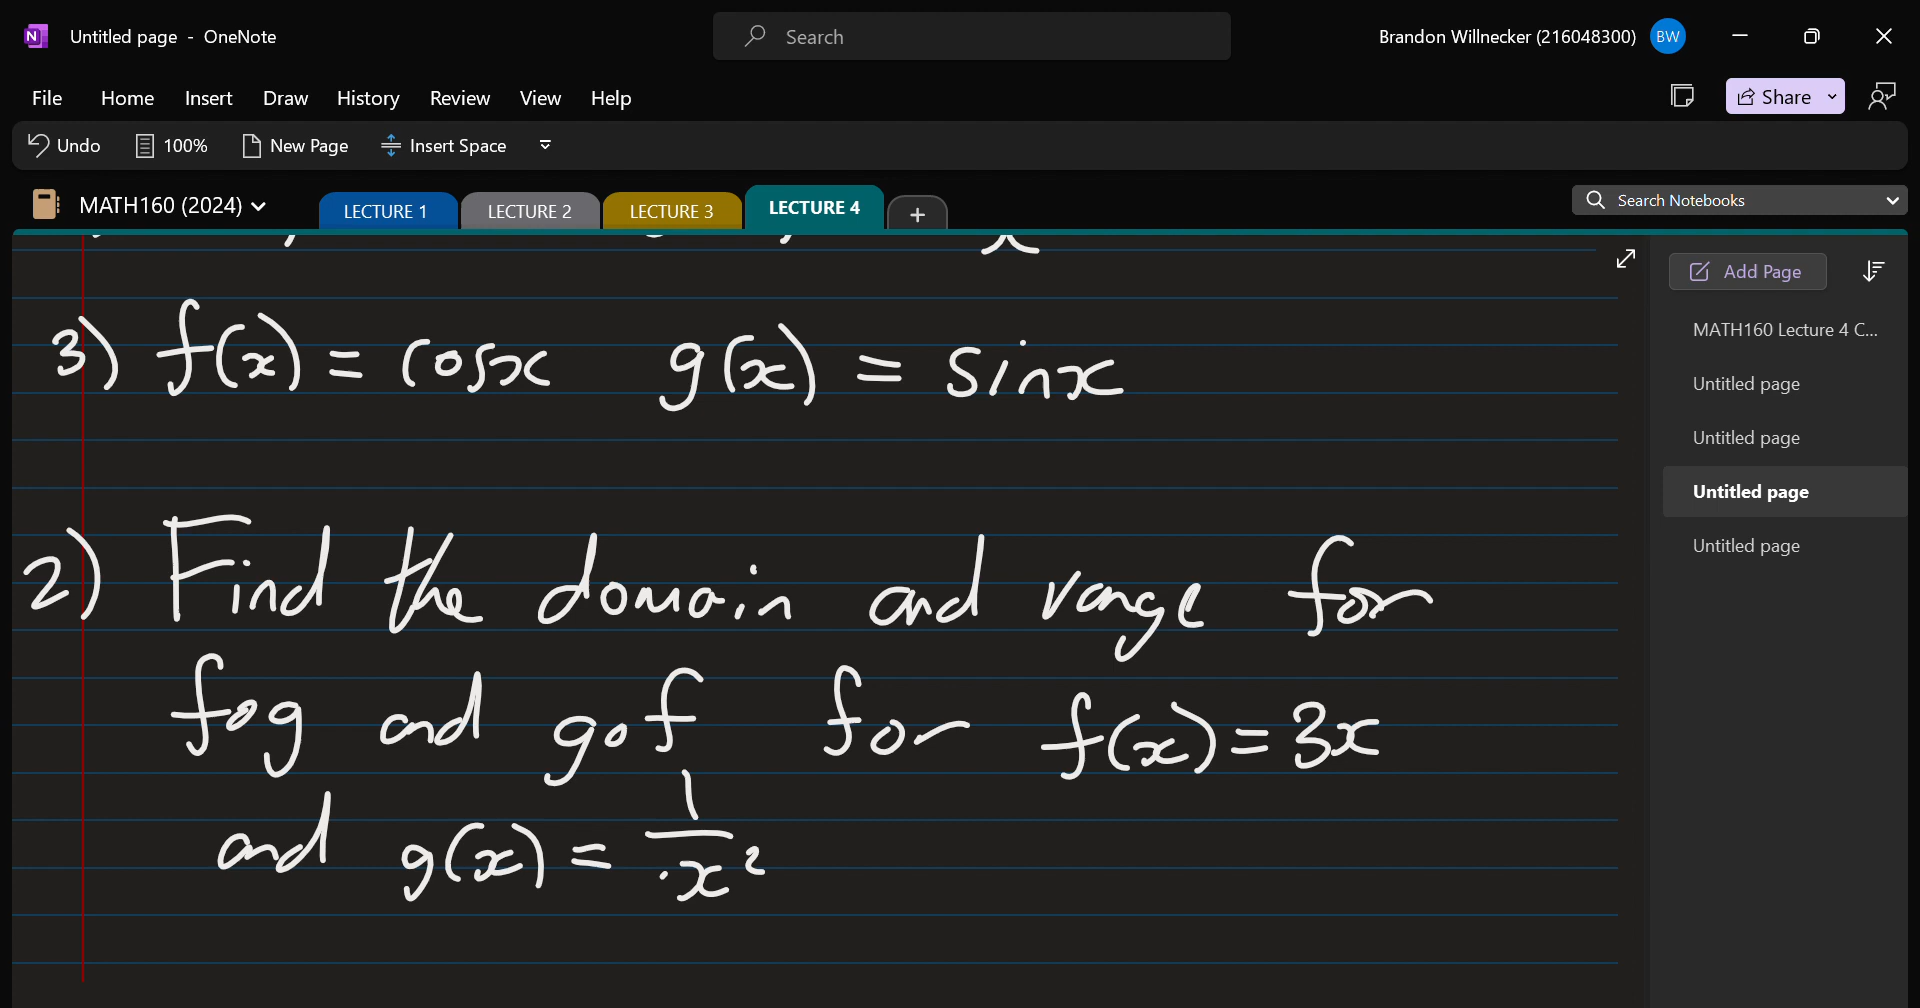 Untitled page - OneNote
Search
Brandon Willnecker (216048300) BW
File Home Insert Draw History Review View Help
Share
Undo 100% New Page Insert Space
MATH160 (2024) LECTURE 1 LECTURE 2 LECTURE 3 LECTURE 4 +
Search Notebooks
Add Page
MATH160 Lecture 4 C...
Untitled page
Untitled page
Untitled page
Untitled page
3) f(x) = cosx g(x) = sinx
2) Find the domain and range for
fog and gof for f(x) = 3x
and g(x) = 1/x²